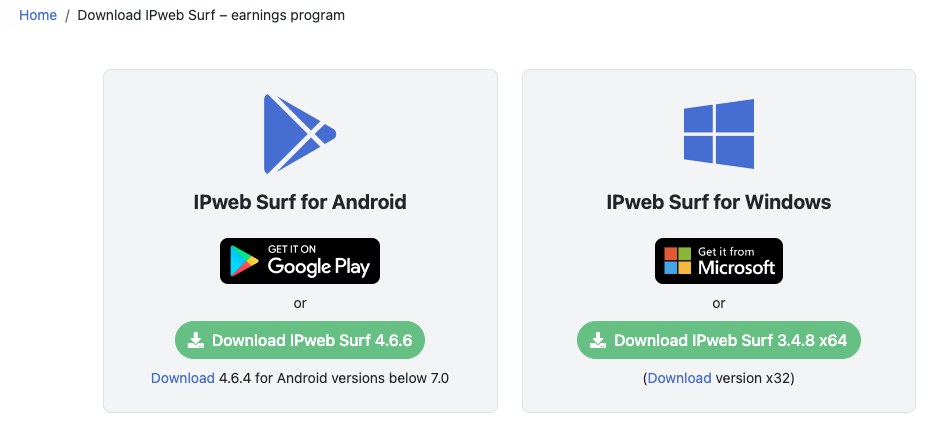 Home / Download IPweb Surf – earnings program
IPweb Surf for Android
GET IT ON
Google Play
or
Download IPweb Surf 4.6.6
Download 4.6.4 for Android versions below 7.0
IPweb Surf for Windows
Get it from
Microsoft
or
Download IPweb Surf 3.4.8 x64
(Download version x32)